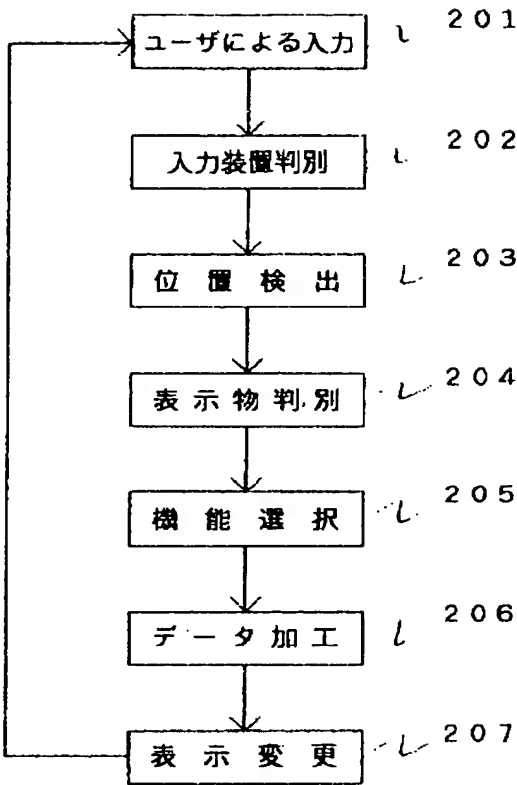 ユーザによる入力 201
入力装置判別 202
位置検出 203
表示物判別 204
機能選択 205
データ加工 206
表示変更 207